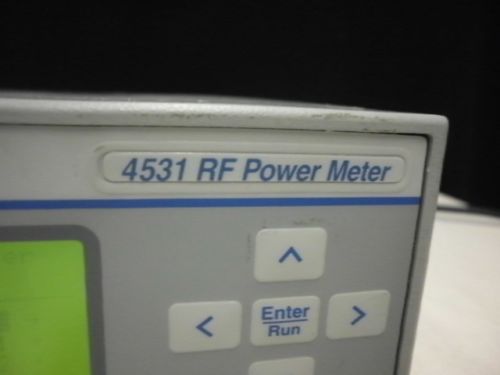 4531 RF Power Meter
^
< Enter >
Run